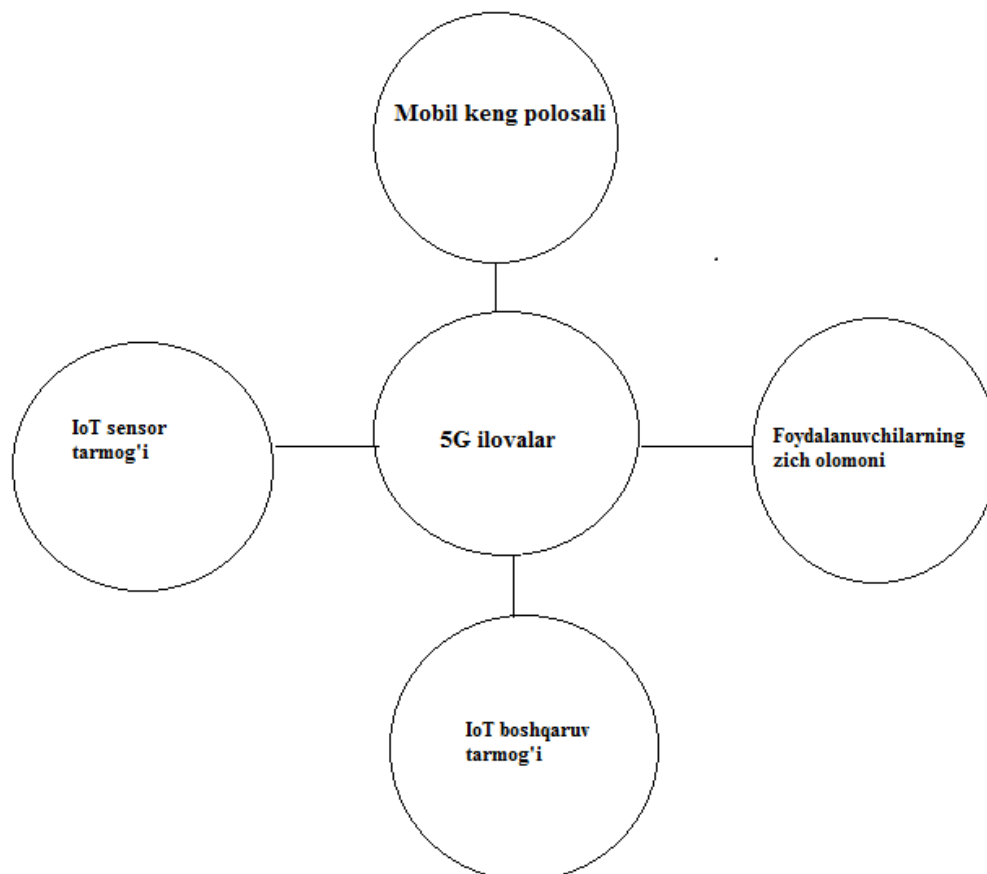 Mobil keng polosali
IoT sensor
tarmog'i
5G ilovalar
Foydalanuvchilarning
zich olomoni
IoT boshqaruv
tarmog'i